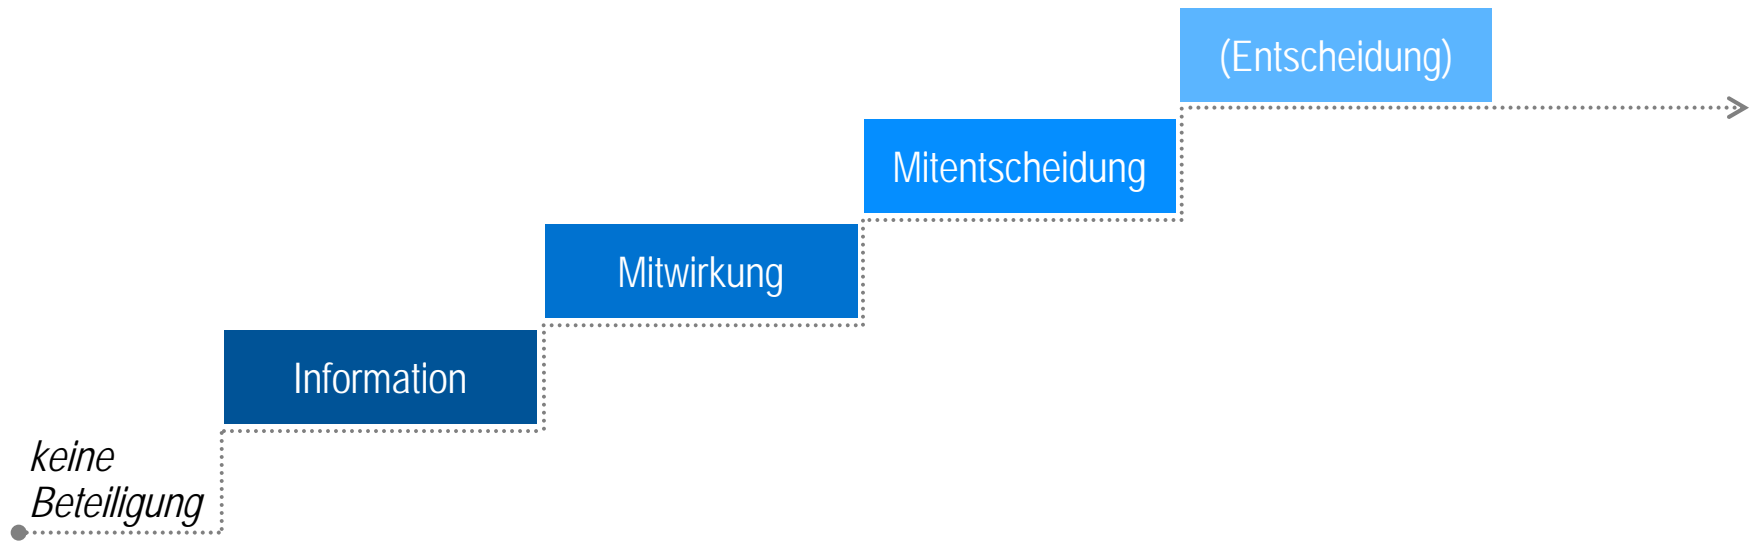 (Entscheidung)
Mitentscheidung
Mitwirkung
Information
keine
Beteiligung